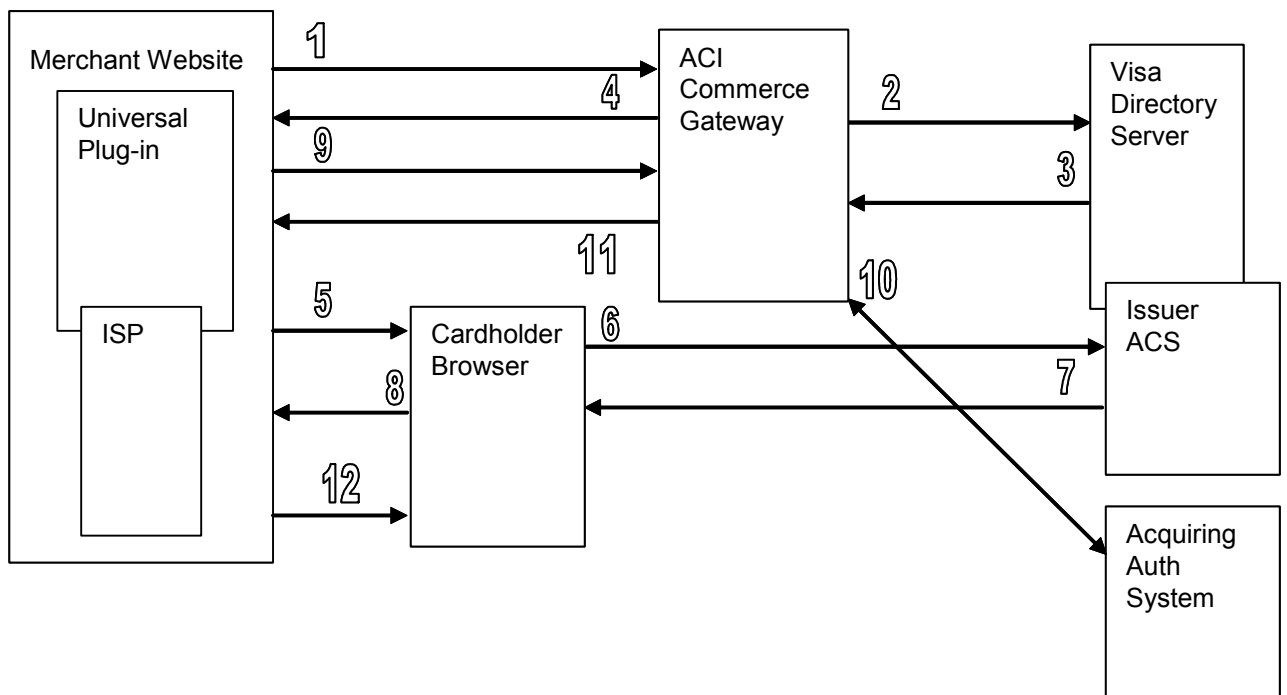 Merchant Website
Universal
Plug-in
ISP
1
4
9
11
5
8
12
Cardholder
Browser
ACI
Commerce
Gateway
2
3
10
6
7
Visa
Directory
Server
Issuer
ACS
Acquiring
Auth
System